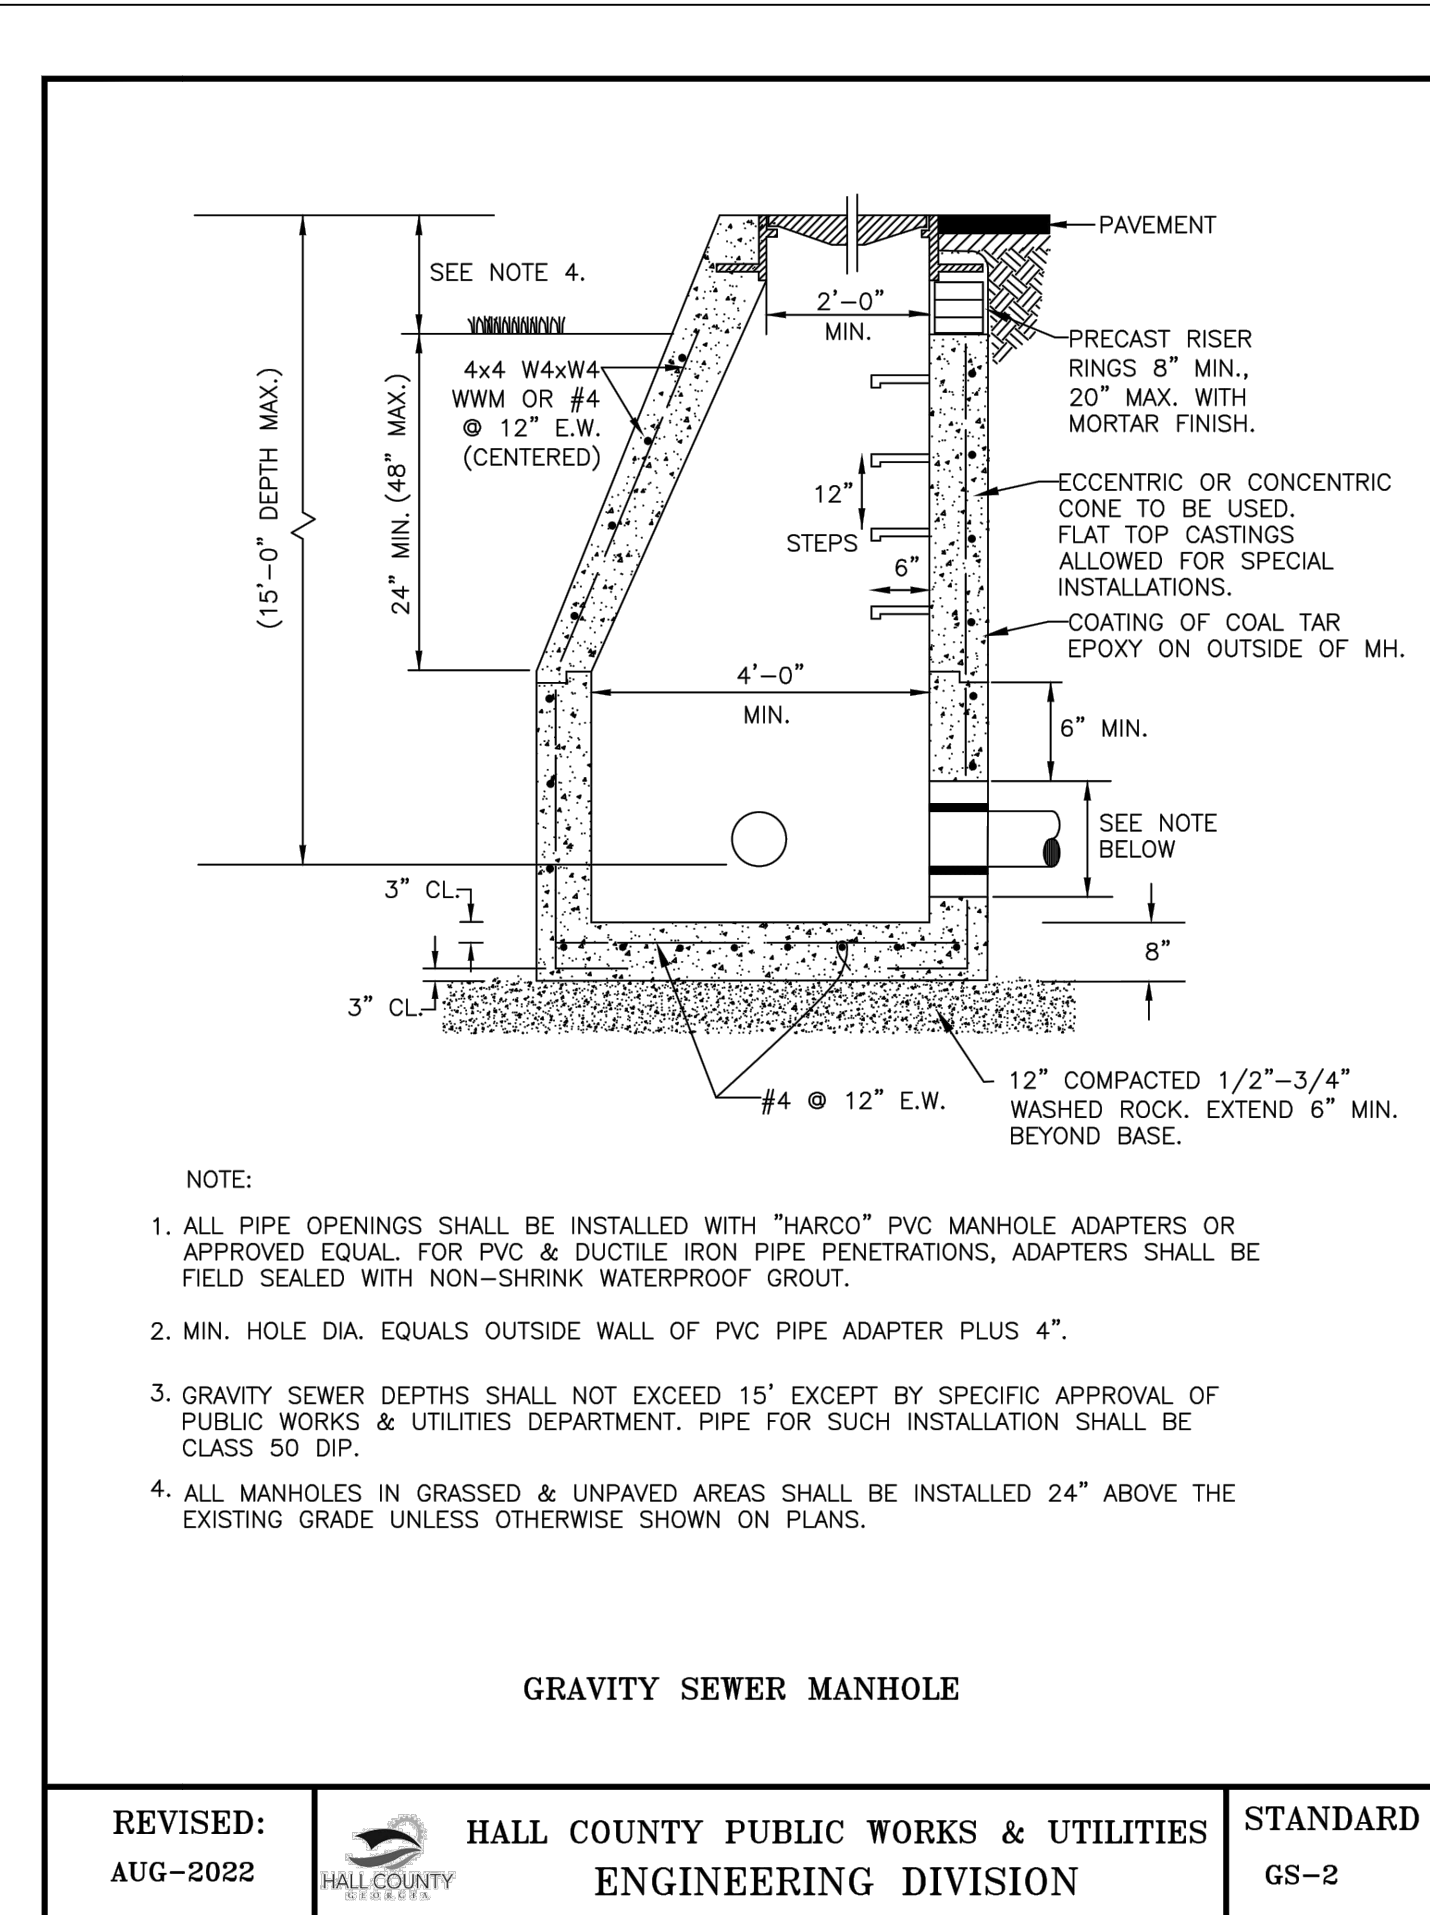 PAVEMENT
SEE NOTE 4.
2'-0"
MIN.
PRECAST RISER
RINGS 8" MIN.,
20" MAX. WITH
MORTAR FINISH.
4x4 W4xW4
WWM OR #4
@ 12" E.W.
(CENTERED)
(15'-0" DEPTH MAX.)
24" MIN. (48" MAX.)
12"
STEPS
6"
ECCENTRIC OR CONCENTRIC
CONE TO BE USED.
FLAT TOP CASTINGS
ALLOWED FOR SPECIAL
INSTALLATIONS.
COATING OF COAL TAR
EPOXY ON OUTSIDE OF MH.
4'-0"
MIN.
6" MIN.
SEE NOTE
BELOW
3" CL.
8"
3" CL.
#4 @ 12" E.W.
12" COMPACTED 1/2"-3/4"
WASHED ROCK. EXTEND 6" MIN.
BEYOND BASE.
NOTE:
1. ALL PIPE OPENINGS SHALL BE INSTALLED WITH "HARCO" PVC MANHOLE ADAPTERS OR
APPROVED EQUAL. FOR PVC & DUCTILE IRON PIPE PENETRATIONS, ADAPTERS SHALL BE
FIELD SEALED WITH NON-SHRINK WATERPROOF GROUT.
2. MIN. HOLE DIA. EQUALS OUTSIDE WALL OF PVC PIPE ADAPTER PLUS 4".
3. GRAVITY SEWER DEPTHS SHALL NOT EXCEED 15' EXCEPT BY SPECIFIC APPROVAL OF
PUBLIC WORKS & UTILITIES DEPARTMENT. PIPE FOR SUCH INSTALLATION SHALL BE
CLASS 50 DIP.
4. ALL MANHOLES IN GRASSED & UNPAVED AREAS SHALL BE INSTALLED 24" ABOVE THE
EXISTING GRADE UNLESS OTHERWISE SHOWN ON PLANS.
GRAVITY SEWER MANHOLE
REVISED:
AUG-2022
HALL COUNTY
GEORGIA
HALL COUNTY PUBLIC WORKS & UTILITIES
ENGINEERING DIVISION
STANDARD
GS-2